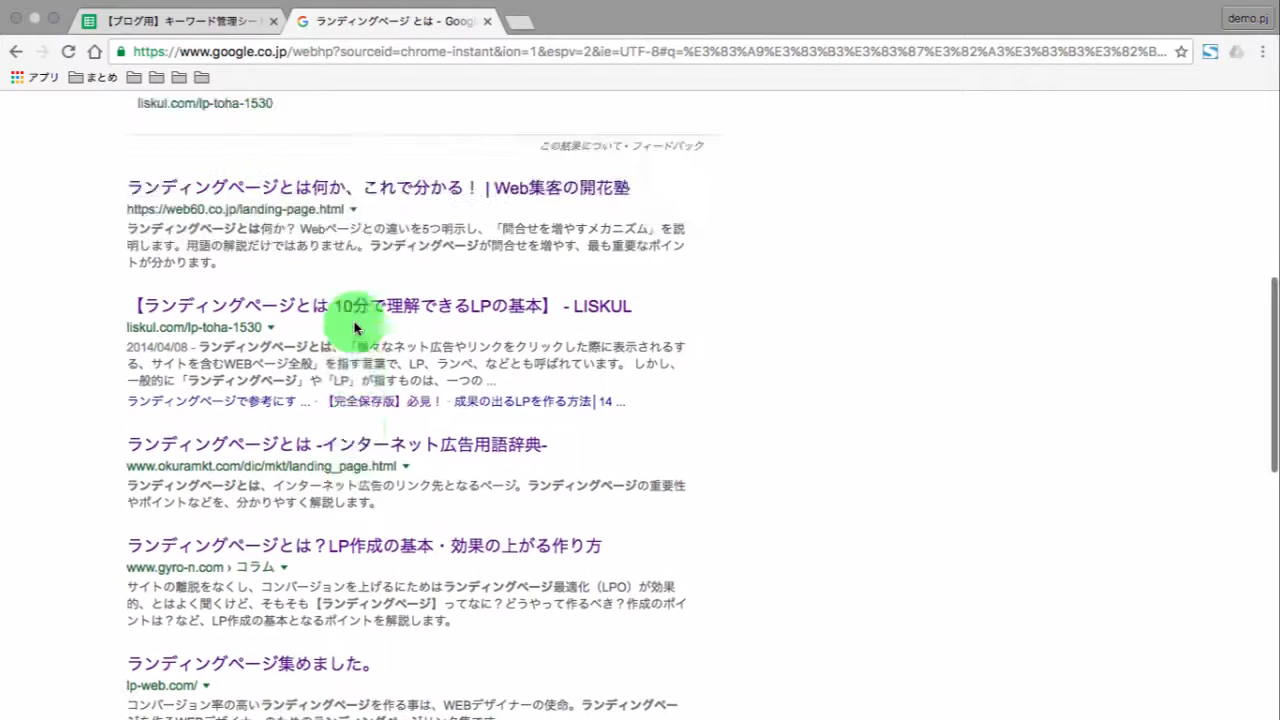 【ブログ用】キーワード管理シー
ランディングページ とは - Goog
demo.pj
https://www.google.co.jp/webhp?sourceid=chrome-instant&ion=1&espv=2&ie=UTF-8#q=%E3%83%A9%E3%83%B3%E3%83%87%E3%82%A3%E3%83%B3%E3%82%B...
アプリ まとめ
liskul.com/lp-toha-1530
この結果について・フィードバック
ランディングページとは何か、これで分かる！ | Web集客の開花塾
https://web60.co.jp/landing-page.html
ランディングページとは何か？ Webページとの違いを5つ明示し、「問合せを増やすメカニズム」を説
明します。用語の解説だけではありません。ランディングページが問合せを増やす、最も重要なポイン
トが分かります。
【ランディングページとは 10分で理解できるLPの基本】 - LISKUL
liskul.com/lp-toha-1530
2014/04/08 - ランディングページとは、「様々なネット広告やリンクをクリックした際に表示されるす
る、サイトを含むWEBページ全般」を指す言葉で、LP、ランペ、などとも呼ばれています。 しかし、
一般的に「ランディングページ」や「LP」が指すものは、一つの ...
ランディングページで参考にす ... · 【完全保存版】必見！ · 成果の出るLPを作る方法│14 ...
ランディングページとは -インターネット広告用語辞典-
www.okuramkt.com/dic/mkt/landing_page.html
ランディングページとは、インターネット広告のリンク先となるページ。ランディングページの重要性
やポイントなどを、分かりやすく解説します。
ランディングページとは？LP作成の基本・効果の上がる作り方
www.gyro-n.com › コラム
サイトの離脱をなくし、コンバージョンを上げるにためはランディングページ最適化（LPO）が効果
的、とはよく聞くけど、そもそも【ランディングページ】ってなに？どうやって作るべき？作成のポイ
ントは？など、LP作成の基本となるポイントを解説します。
ランディングページ集めました。
lp-web.com/
コンバージョン率の高いランディングページを作る事は、WEBデザイナーの使命。ランディングペー